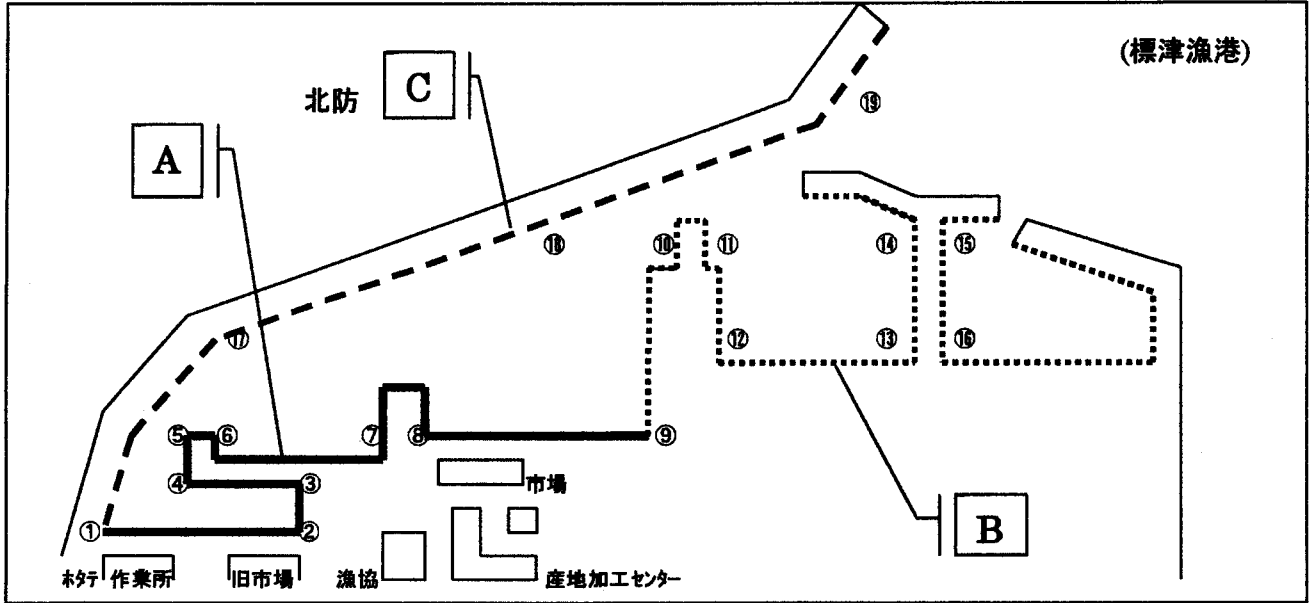 (標津漁港)
北防
C
A
⑲
⑱
⑩
⑪
⑭
⑮
⑰
⑫
⑬
⑯
⑤
⑥
⑦
⑧
⑨
④
③
市場
①
②
B
ホタテ 作業所
旧市場
漁協
産地加工センター